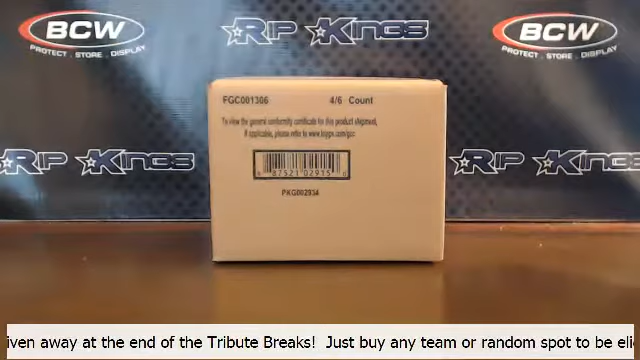 BCW
PROTECT . STORE . DISPLAY
RIP KINGS
BCW
PROTECT . STORE . DISPLAY
FGC001306 4/6 Count
To view the general conformity certificate for this product shipment,
if applicable, please refer to www.topps.com/gcc
87521 02915
PKG002934
RIP KINGS
RIP KINGS
iven away at the end of the Tribute Breaks! Just buy any team or random spot to be eli